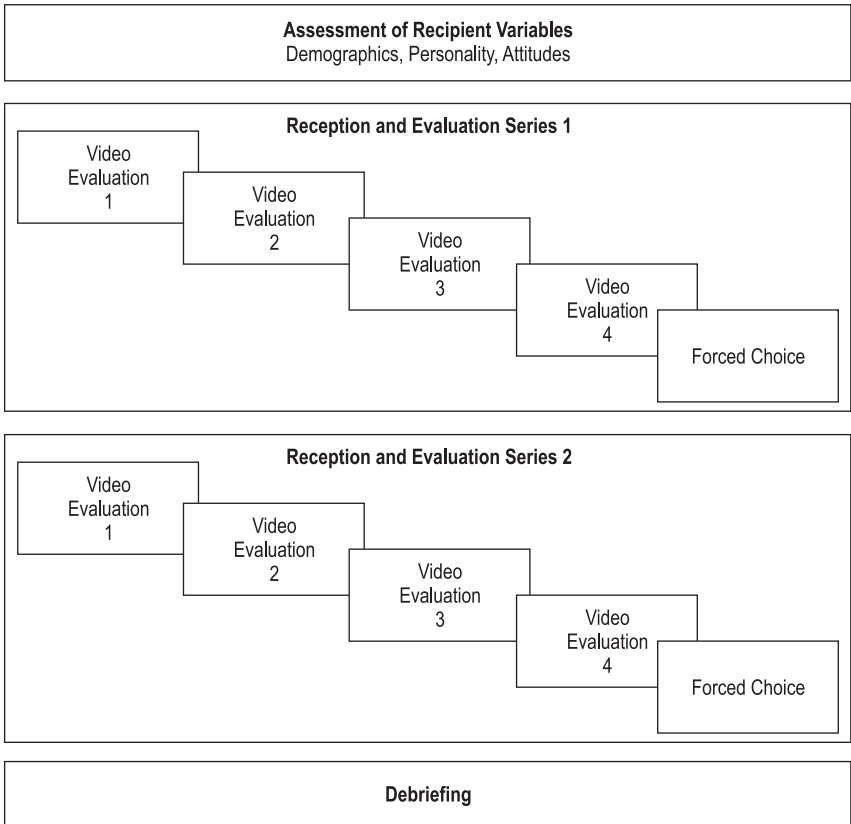 Assessment of Recipient Variables
Demographics, Personality, Attitudes
Reception and Evaluation Series 1
Video
Evaluation
1
Video
Evaluation
2
Video
Evaluation
3
Video
Evaluation
4
Forced Choice
Reception and Evaluation Series 2
Video
Evaluation
1
Video
Evaluation
2
Video
Evaluation
3
Video
Evaluation
4
Forced Choice
Debriefing